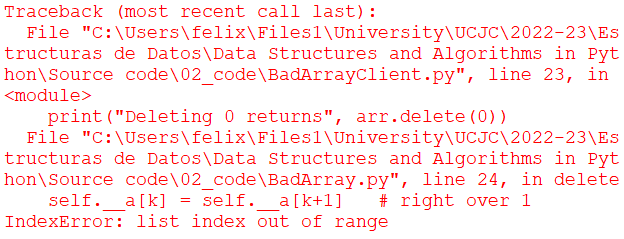 Traceback (most recent call last):
  File "C:\Users\felix\Files1\University\UCJC\2022-23\Es
tructuras de Datos\Data Structures and Algorithms in Pyt
hon\Source code\02_code\BadArrayClient.py", line 23, in
<module>
    print("Deleting 0 returns", arr.delete(0))
  File "C:\Users\felix\Files1\University\UCJC\2022-23\Es
tructuras de Datos\Data Structures and Algorithms in Pyt
hon\Source code\02_code\BadArray.py", line 24, in delete
    self.__a[k] = self.__a[k+1]   # right over 1
IndexError: list index out of range